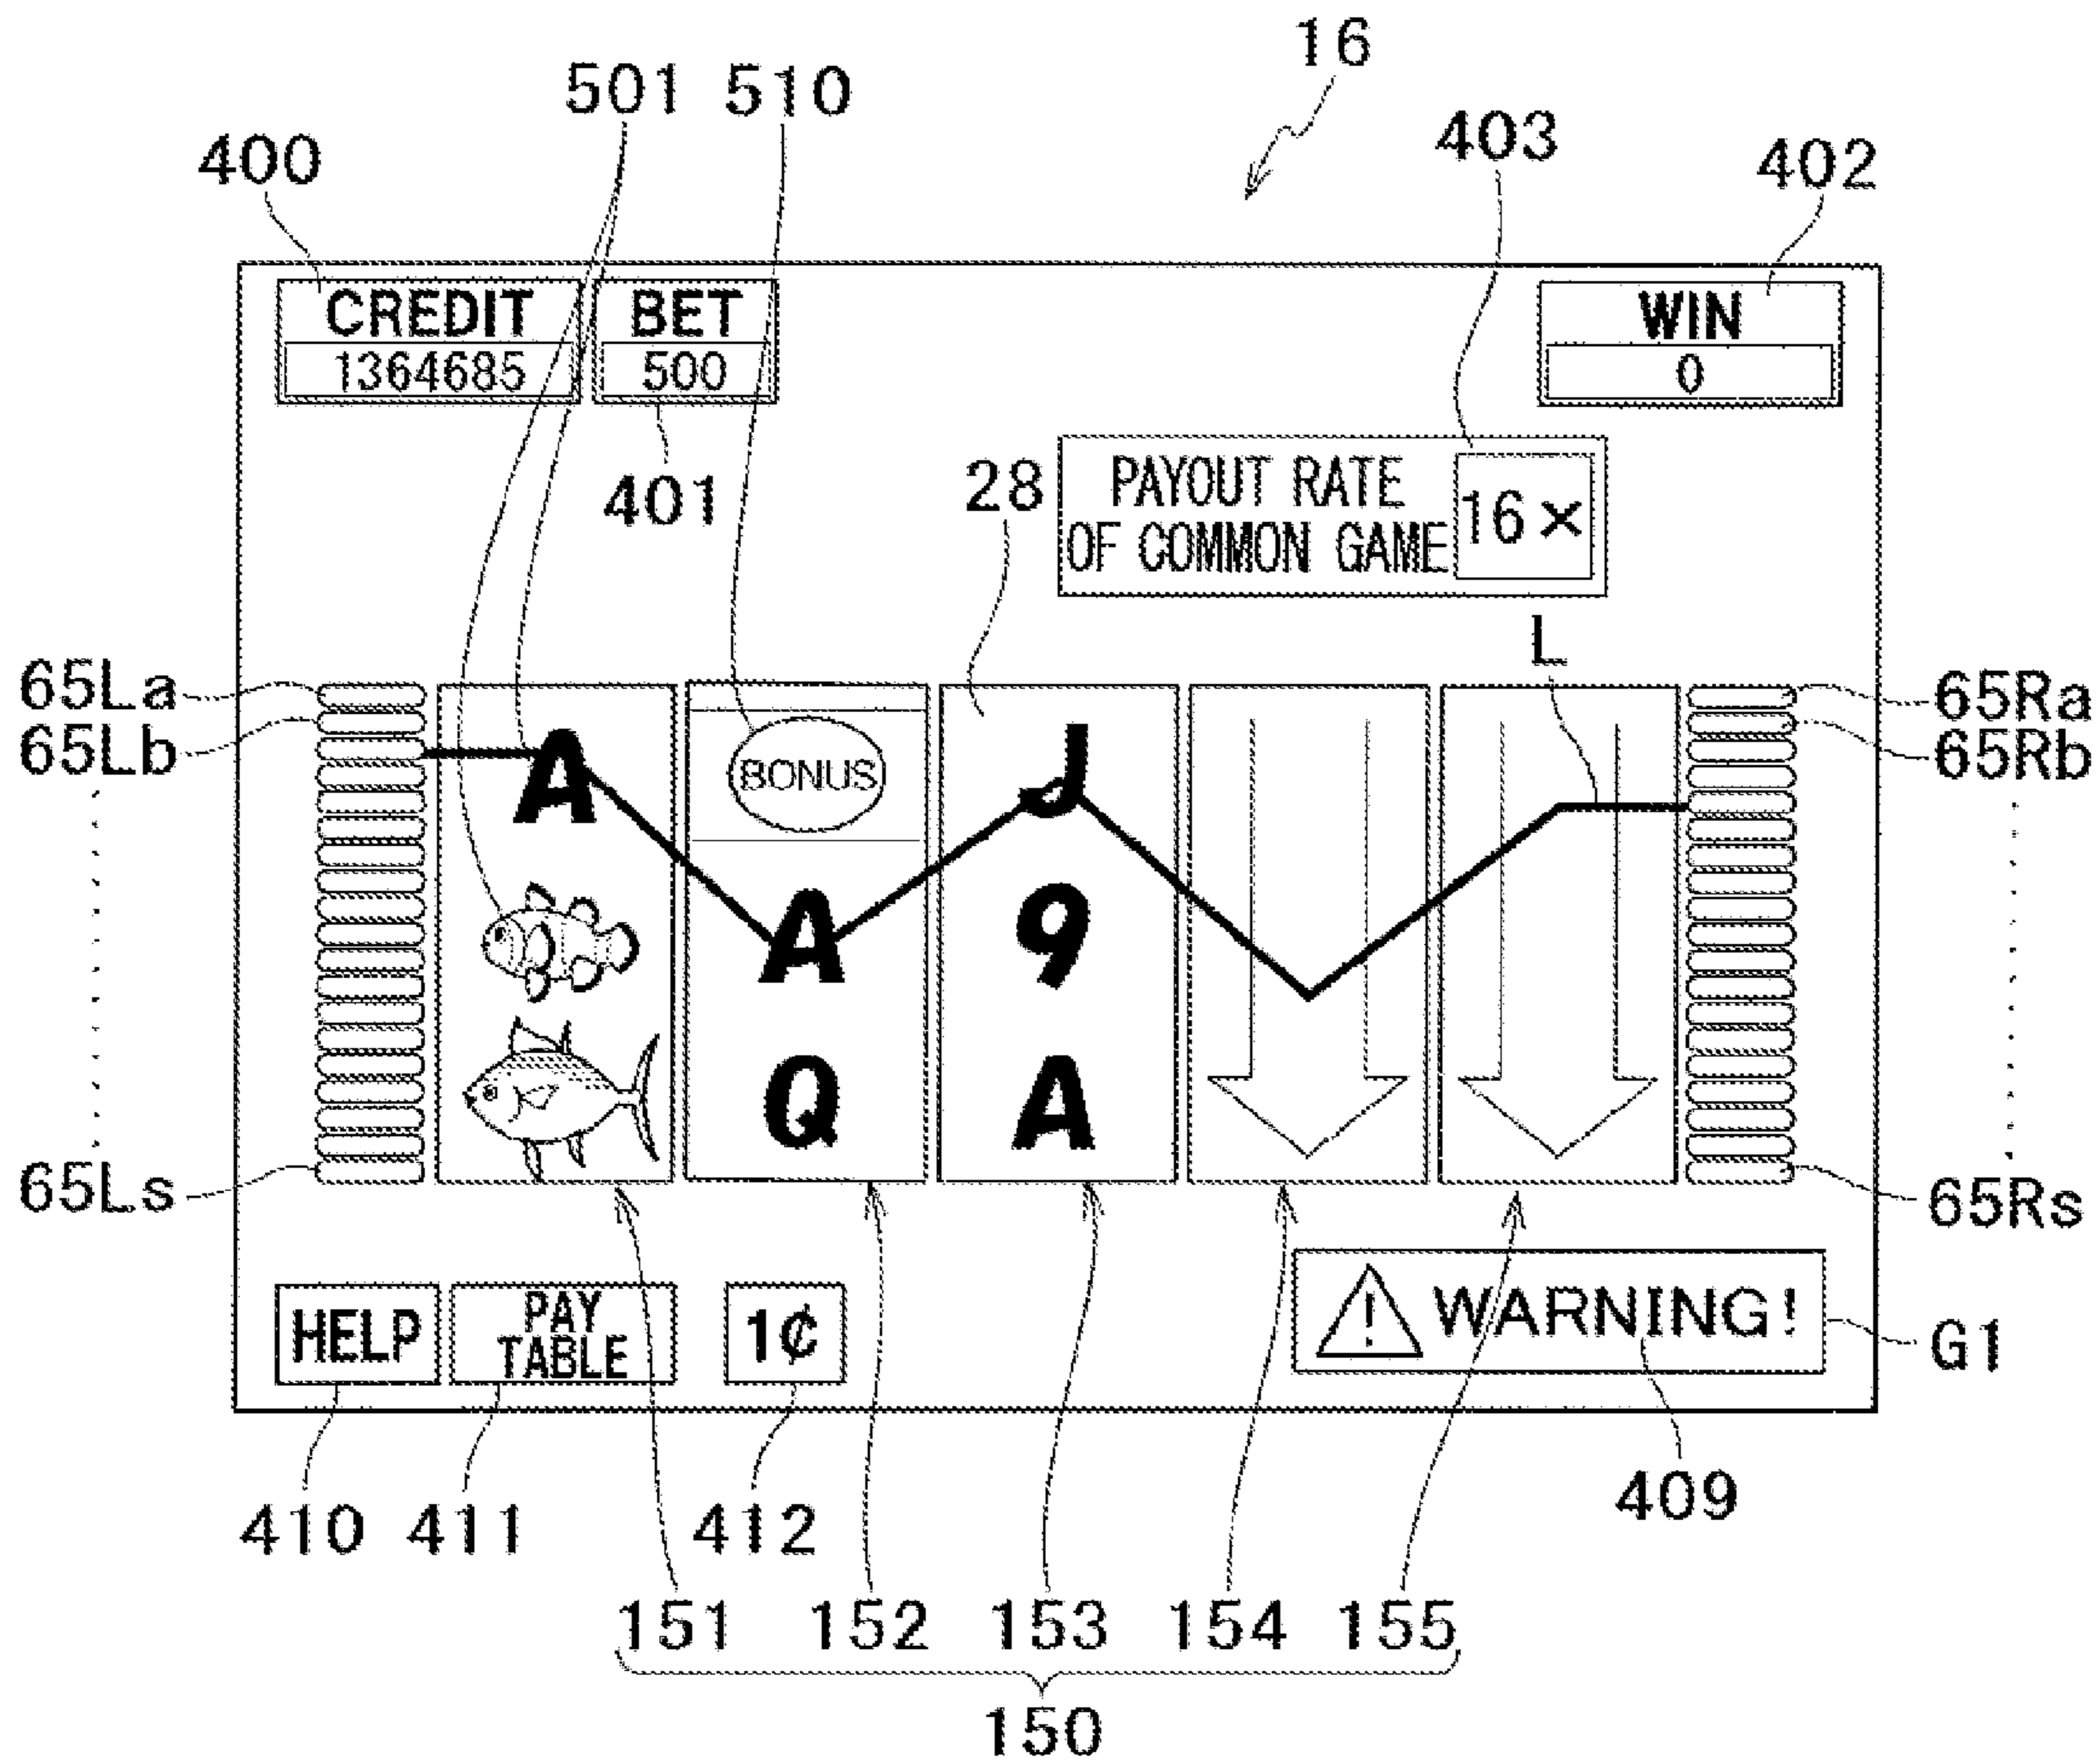 16
501 510
403
400
402
CREDIT
BET
WIN
1364685
500
0
401
28
PAYOUT RATE
OF COMMON GAME
16×
L
65La
65Ra
65Lb
65Rb
A
BONUS
J
A
9
Q
A
65Ls
65Rs
HELP
PAY
TABLE
1¢
WARNING!
!
G1
410 411
412
409
151 152 153 154 155
150